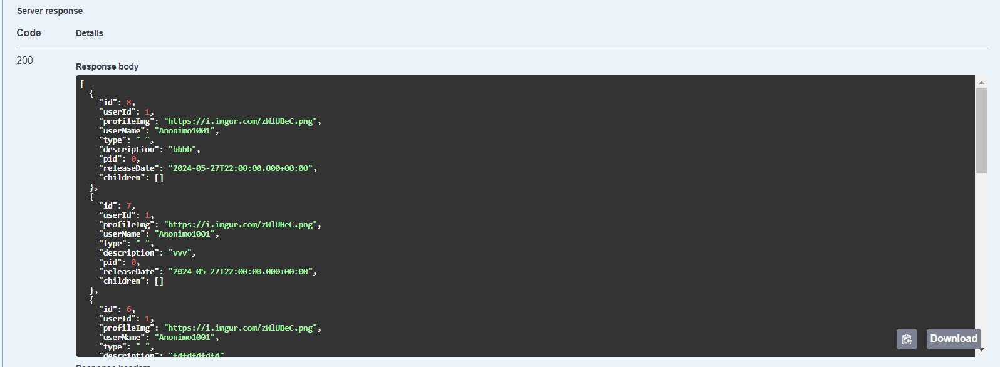 Server response
Code Details
200
Response body
[
{
"id": 8,
"userId": 1,
"profileImg": "https://i.imgur.com/zWlUBeC.png",
"userName": "Anonimo1001",
"type": " ",
"description": "bbbb",
"pid": 0,
"releaseDate": "2024-05-27T22:00:00.000+00:00",
"children": []
},
{
"id": 7,
"userId": 1,
"profileImg": "https://i.imgur.com/zWlUBeC.png",
"userName": "Anonimo1001",
"type": " ",
"description": "vvv",
"pid": 0,
"releaseDate": "2024-05-27T22:00:00.000+00:00",
"children": []
},
{
"id": 6,
"userId": 1,
"profileImg": "https://i.imgur.com/zWlUBeC.png",
"userName": "Anonimo1001",
"type": " ",
"description": "fdfdfdfdfd"
Download
Response headers